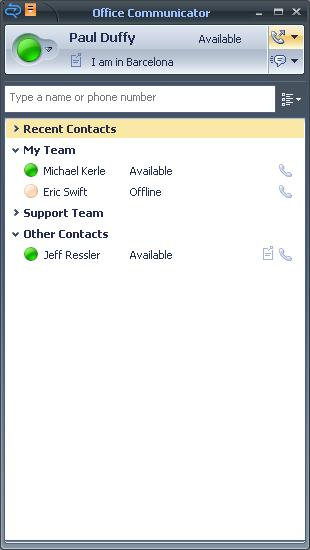 Office Communicator
Paul Duffy Available
I am in Barcelona
Type a name or phone number
Recent Contacts
My Team
Michael Kerle Available
Eric Swift Offline
Support Team
Other Contacts
Jeff Ressler Available